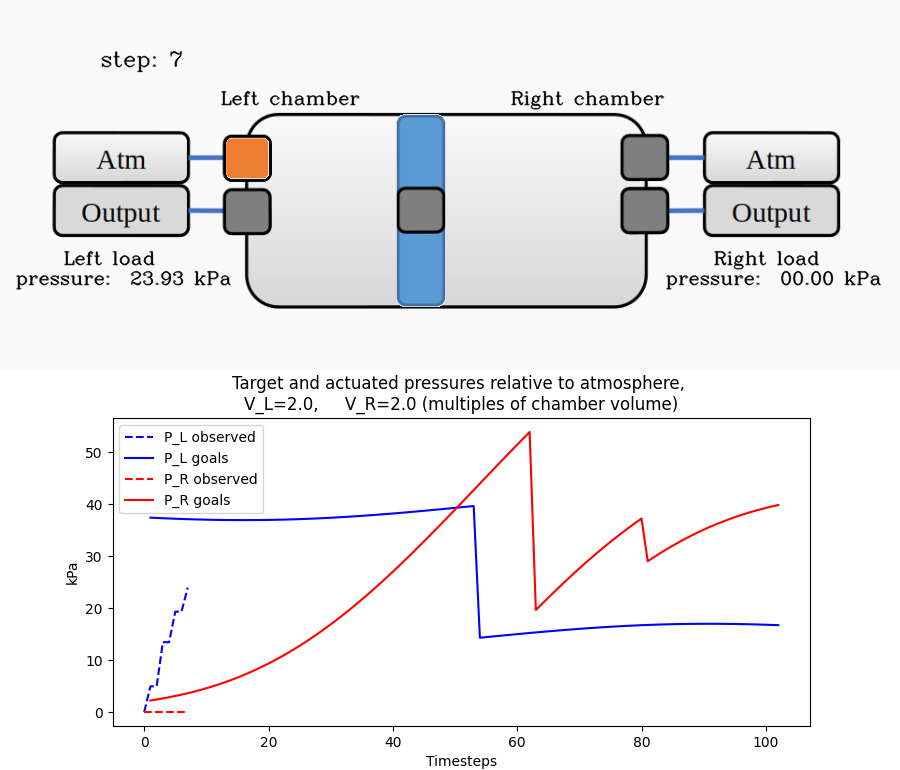 step: 7
Left chamber
Right chamber
Atm
Atm
Output
Output
Left load
pressure: 23.93 kPa
Right load
pressure: 00.00 kPa
Target and actuated pressures relative to atmosphere,
V_L=2.0, V_R=2.0 (multiples of chamber volume)
P_L observed
P_L goals
P_R observed
P_R goals
50
40
30
20
10
0
kPa
0 20 40 60 80 100
Timesteps